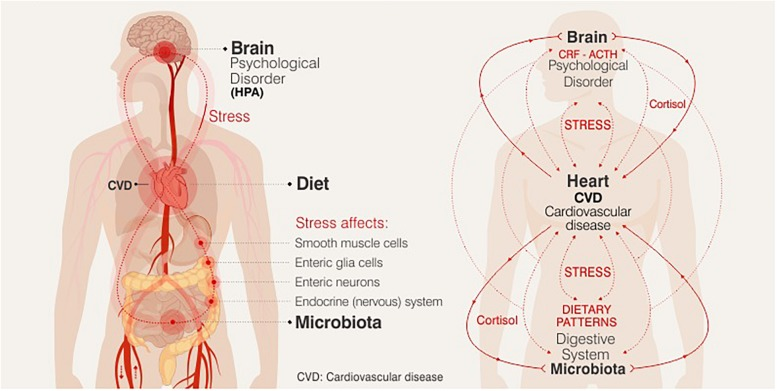 Brain
Psychological
Disorder
(HPA)
Stress
CVD
Diet
Stress affects:
Smooth muscle cells
Enteric glia cells
Enteric neurons
Endocrine (nervous) system
Microbiota
CVD: Cardiovascular disease
Brain
CRF - ACTH
Psychological
Disorder
Cortisol
STRESS
Heart
CVD
Cardiovascular
disease
STRESS
Cortisol
DIETARY
PATTERNS
Digestive
System
Microbiota